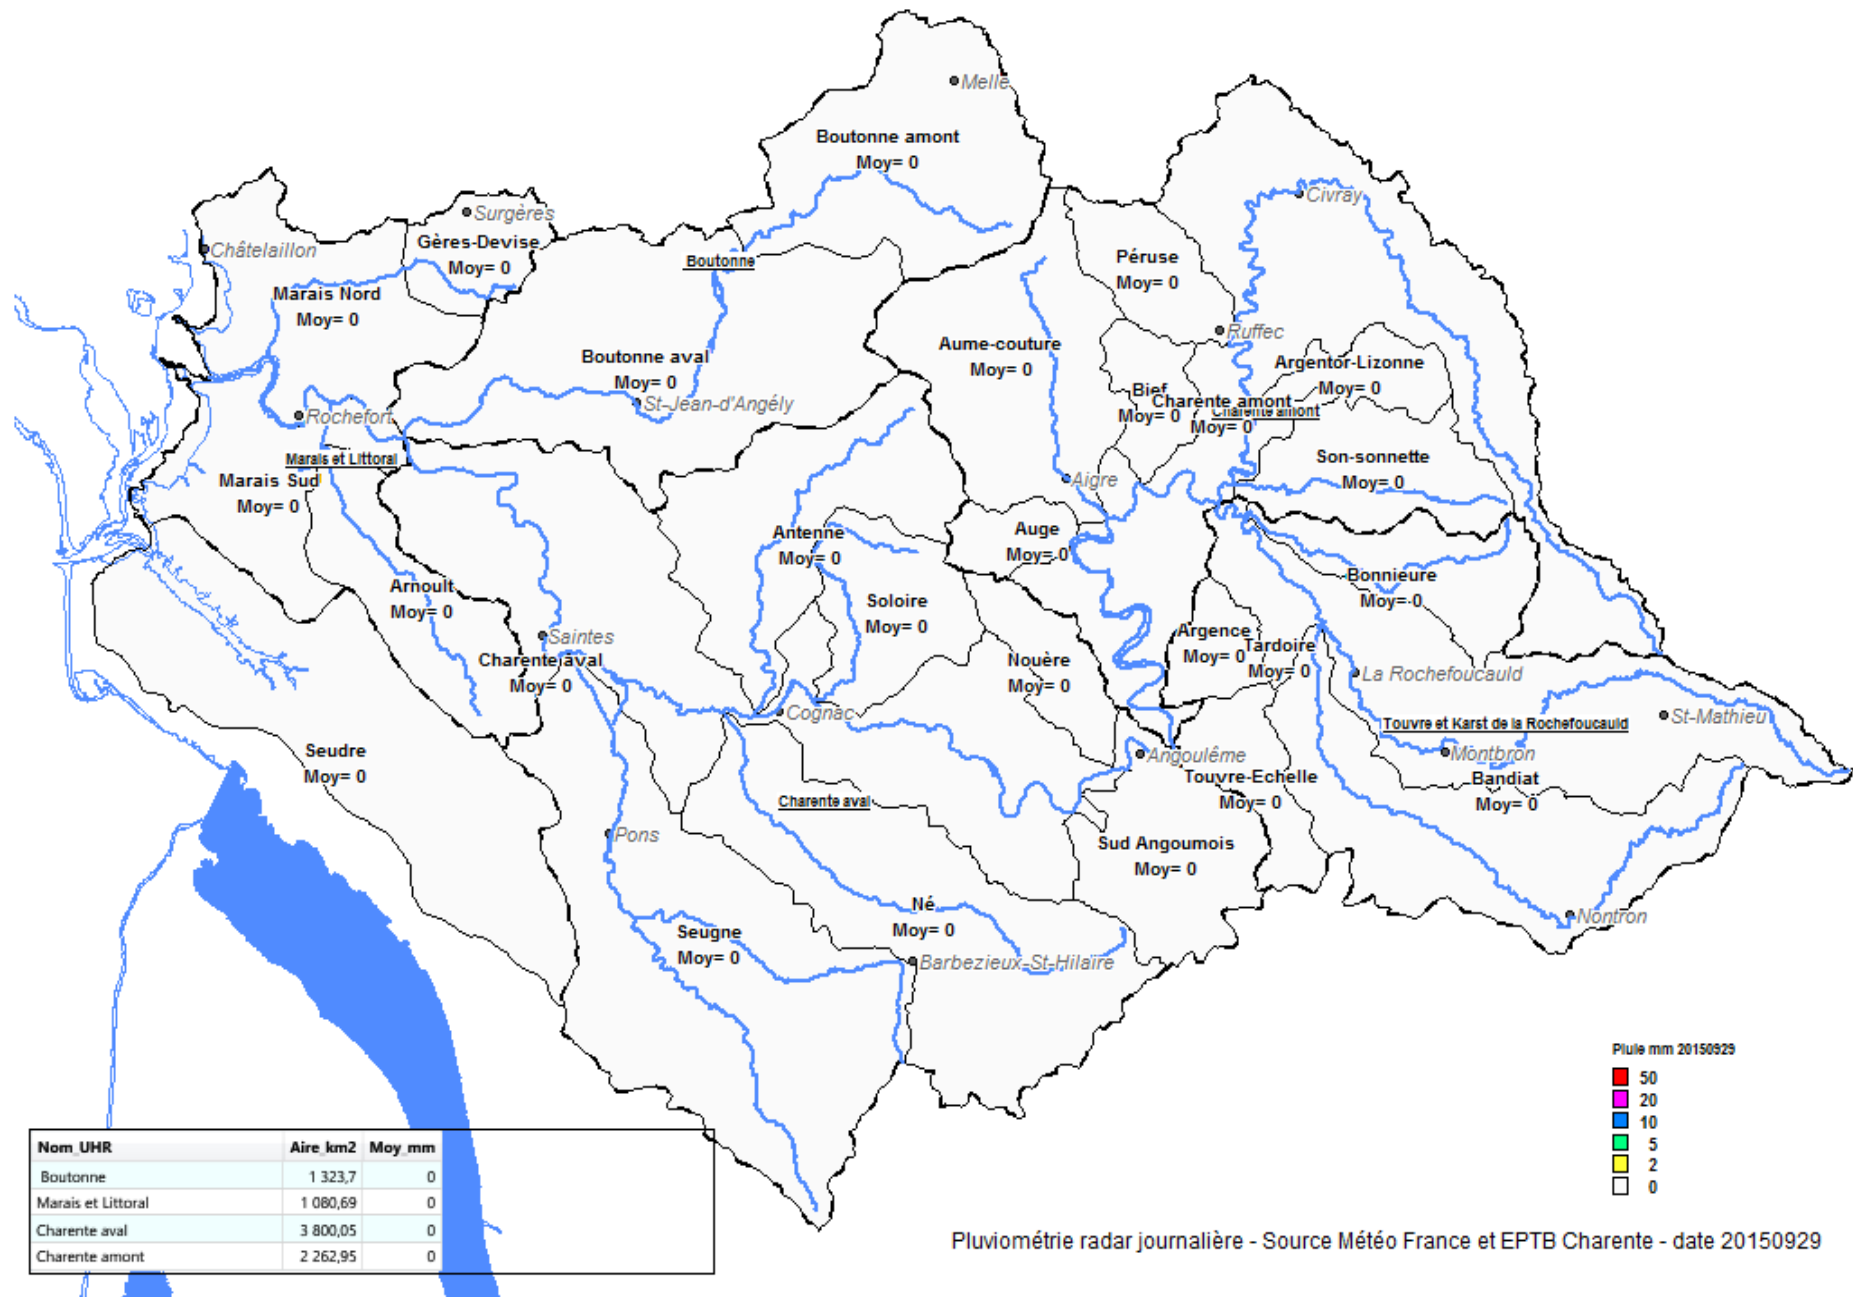 Melle
Boutonne amont
Moy= 0
Civray
Surgères
Châtelaillon
Gères-Devise
Moy= 0
Boutonne
Péruse
Moy= 0
Marais Nord
Moy= 0
Ruffec
Boutonne aval
Moy= 0
Aume-couture
Moy= 0
Argentor-Lizonne
Moy= 0
Bief
Moy= 0
Charente amont
Moy= 0
Charente amont
St-Jean-d'Angély
Rochefort
Marais et Littoral
Marais Sud
Moy= 0
Son-sonnette
Moy= 0
Aigre
Antenne
Moy= 0
Auge
Moy= 0
Arnoult
Moy= 0
Bonnieure
Moy= 0
Soloire
Moy= 0
Saintes
Charente aval
Moy= 0
Argence
Moy= 0
Tardoire
Moy= 0
Nouère
Moy= 0
La Rochefoucauld
Cognac
Touvre et Karst de la Rochefoucauld
St-Mathieu
Seudre
Moy= 0
Angoulême
Montbron
Touvre-Echelle
Moy= 0
Bandiat
Moy= 0
Charente aval
Pons
Sud Angoumois
Moy= 0
Né
Moy= 0
Nontron
Seugne
Moy= 0
Barbezieux-St-Hilaire
Pluie mm 20150929
50
20
10
5
2
0
Nom_UHR Aire_km2 Moy_mm
Boutonne 1 323,7 0
Marais et Littoral 1 080,69 0
Charente aval 3 800,05 0
Charente amont 2 262,95 0
Pluviométrie radar journalière - Source Météo France et EPTB Charente - date 20150929